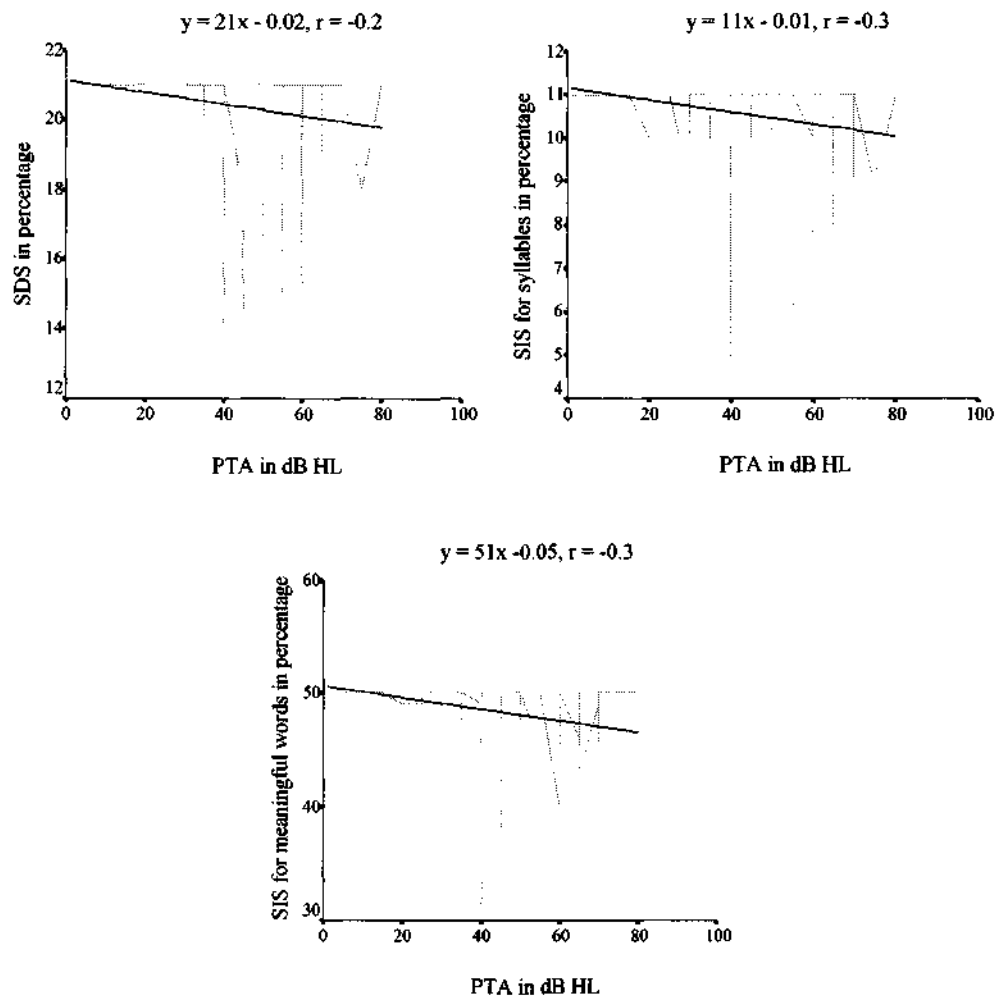 y = 21x - 0.02, r = -0.2
SDS in percentage
22
20
18
16
14
12
0 20 40 60 80 100
PTA in dB HL
y = 11x - 0.01, r = -0.3
SIS for syllables in percentage
12
11
10
9
8
7
6
5
4
0 20 40 60 80 100
PTA in dB HL
y = 51x -0.05, r = -0.3
SIS for meaningful words in percentage
60
50
40
30
0 20 40 60 80 100
PTA in dB HL